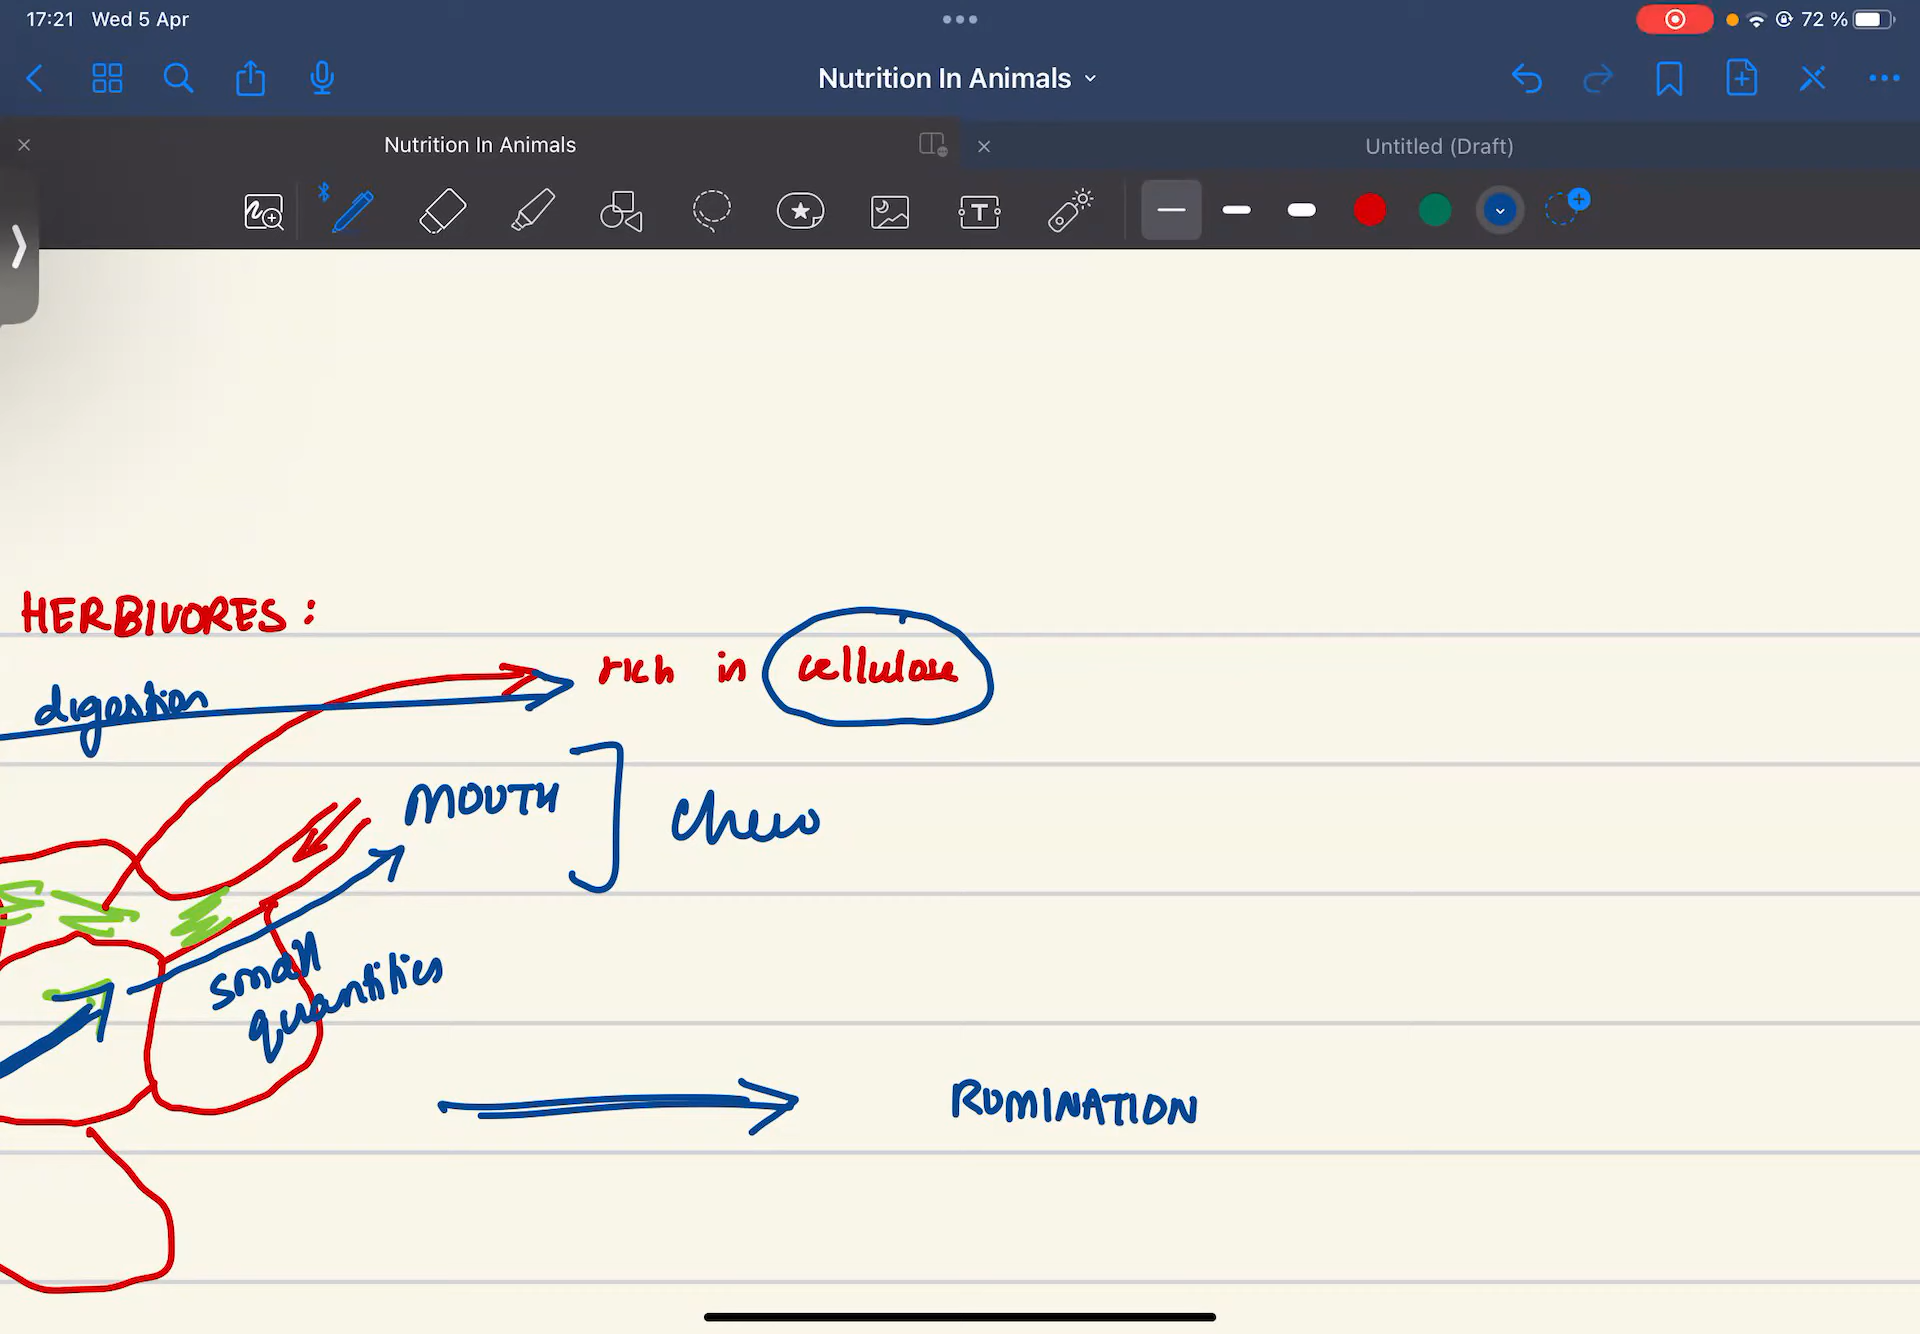 17:21 Wed 5 Apr
72 %
Nutrition In Animals
Nutrition In Animals
Untitled (Draft)
HERBIVORES :
rich in cellulose
digestion
MOUTH
Chew
small
quantities
RUMINATION